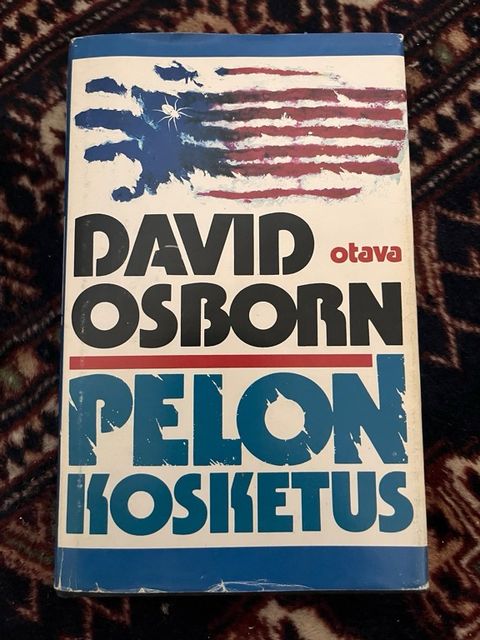 DAVID
otava
OSBORN
PELON
KOSKETUS